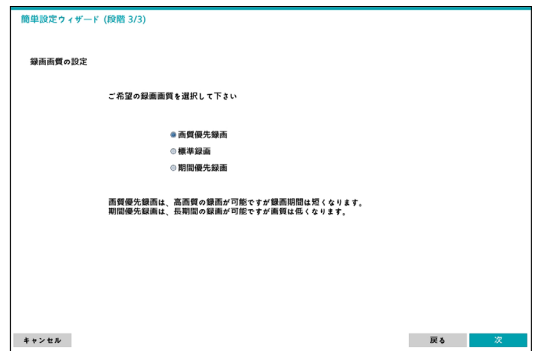 簡単設定ウィザード (段階 3/3)
録画画質の設定
ご希望の録画画質を選択して下さい
画質優先録画
標準録画
期間優先録画
画質優先録画は、高画質の録画が可能ですが録画期間は短くなります。
期間優先録画は、長期間の録画が可能ですが画質は低くなります。
キャンセル
戻る
次